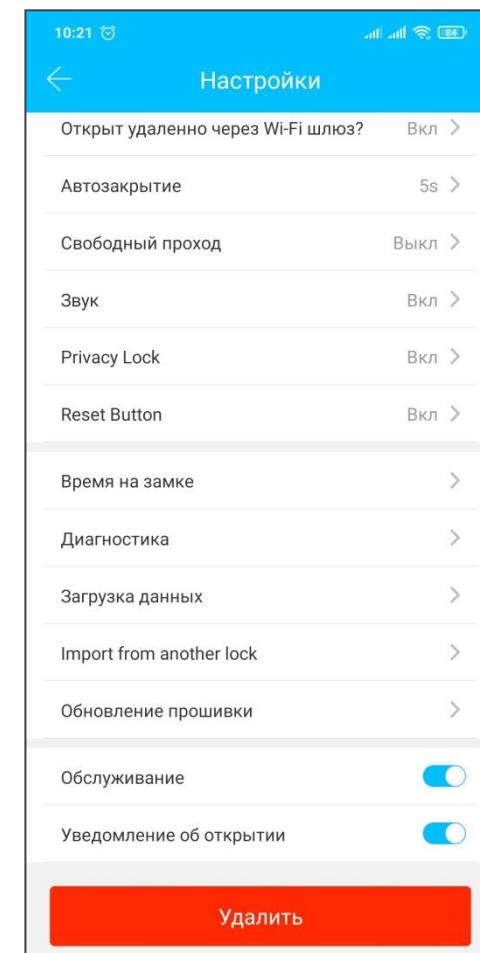 10:21 84
Настройки
Открыт удаленно через Wi-Fi шлюз? Вкл
Автозакрытие 5s
Свободный проход Выкл
Звук Вкл
Privacy Lock Вкл
Reset Button Вкл
Время на замке
Диагностика
Загрузка данных
Import from another lock
Обновление прошивки
Обслуживание
Уведомление об открытии
Удалить